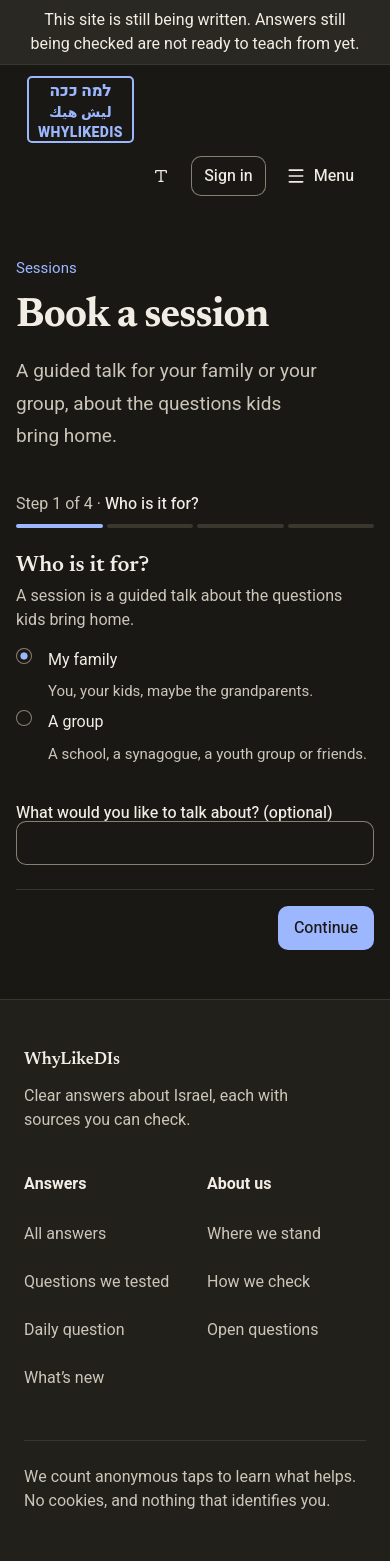 This site is still being written. Answers still
being checked are not ready to teach from yet.
למה ככה
ليش هيك
WHYLIKEDIS
T
Sign in
Menu
Sessions
Book a session
A guided talk for your family or your
group, about the questions kids
bring home.
Step 1 of 4 · Who is it for?
Who is it for?
A session is a guided talk about the questions
kids bring home.
My family
You, your kids, maybe the grandparents.
A group
A school, a synagogue, a youth group or friends.
What would you like to talk about? (optional)
Continue
WhyLikeDIs
Clear answers about Israel, each with
sources you can check.
Answers
About us
All answers
Where we stand
Questions we tested
How we check
Daily question
Open questions
What's new
We count anonymous taps to learn what helps.
No cookies, and nothing that identifies you.